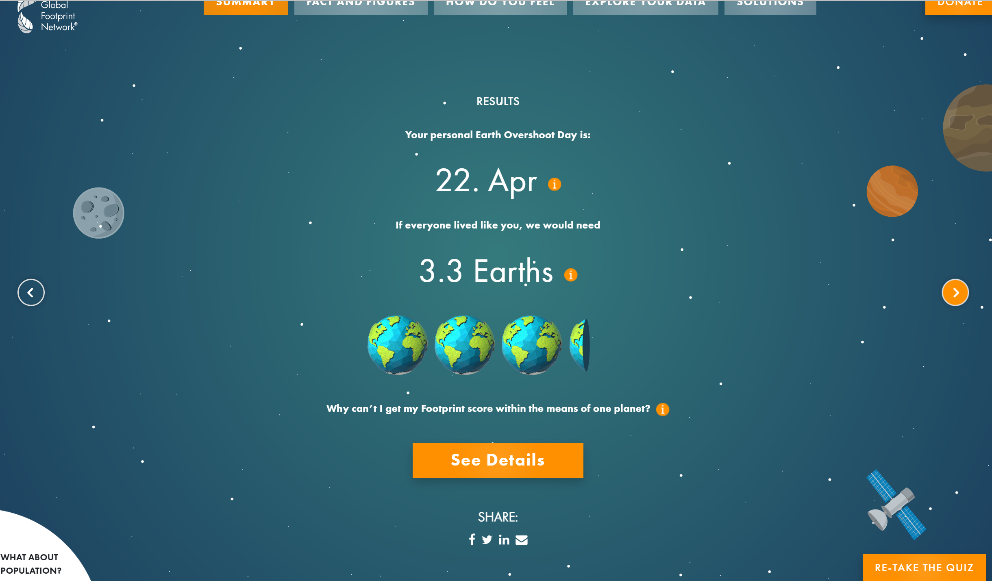 Global
Footprint
Network®
SUMMARY
FACT AND FIGURES
HOW DO YOU FEEL
EXPLORE YOUR DATA
SOLUTIONS
DONATE
RESULTS
Your personal Earth Overshoot Day is:
22. Apr i
If everyone lived like you, we would need
3.3 Earths i
Why can't I get my Footprint score within the means of one planet? i
See Details
SHARE:
WHAT ABOUT
POPULATION?
RE-TAKE THE QUIZ